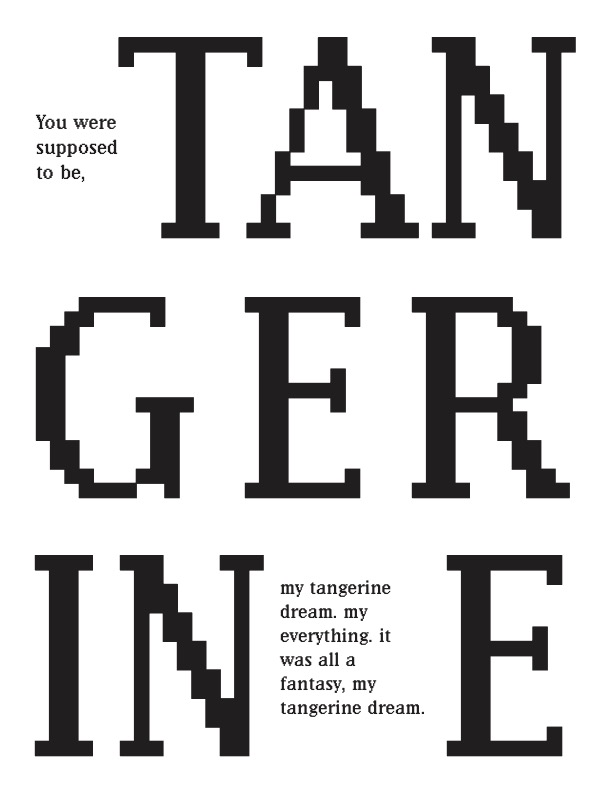 You were
supposed
to be,
TAN
GER
IN
my tangerine
dream. my
everything. it
was all a
fantasy, my
tangerine dream.
E